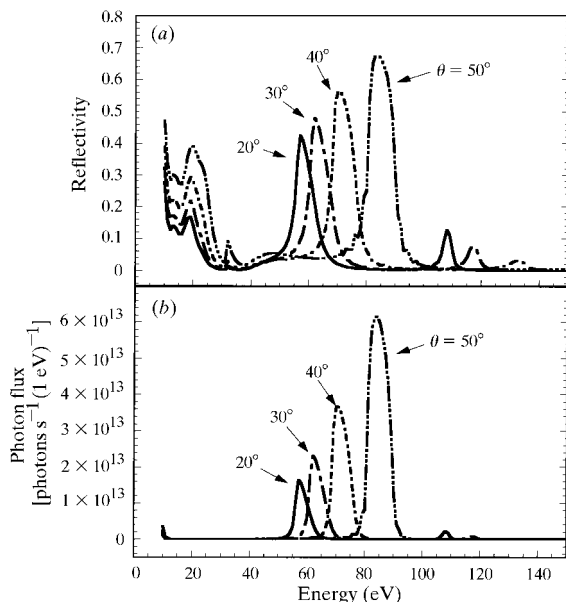 (a)
0.8
0.7
0.6
0.5
0.4
0.3
0.2
0.1
0
Reflectivity
20°
30°
40°
θ = 50°
(b)
6 × 10¹³
5 × 10¹³
4 × 10¹³
3 × 10¹³
2 × 10¹³
1 × 10¹³
0
Photon flux
[photons s⁻¹ (1 eV)⁻¹]
20°
30°
40°
θ = 50°
0 20 40 60 80 100 120 140
Energy (eV)